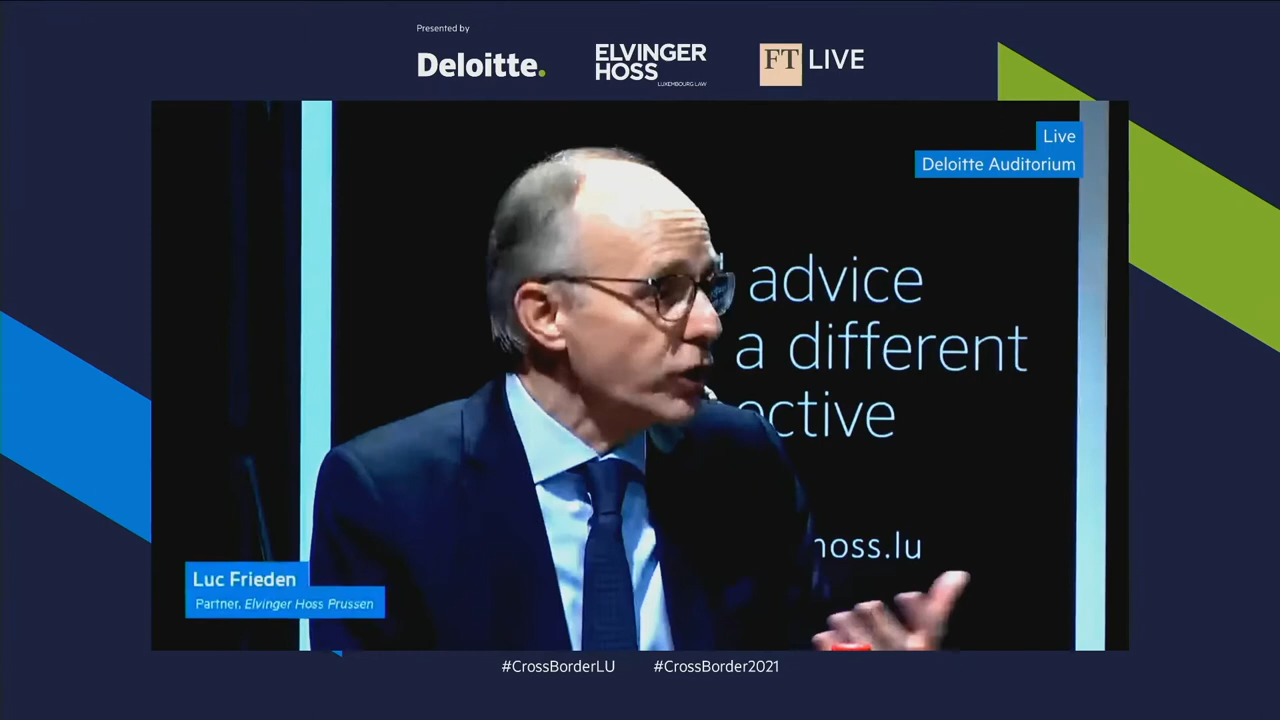 Presented by
Deloitte.
ELVINGER
HOSS
LUXEMBOURG LAW
FT LIVE
Live
Deloitte Auditorium
advice
a different
ective
hoss.lu
Luc Frieden
Partner, Elvinger Hoss Prussen
#CrossBorderLU #CrossBorder2021